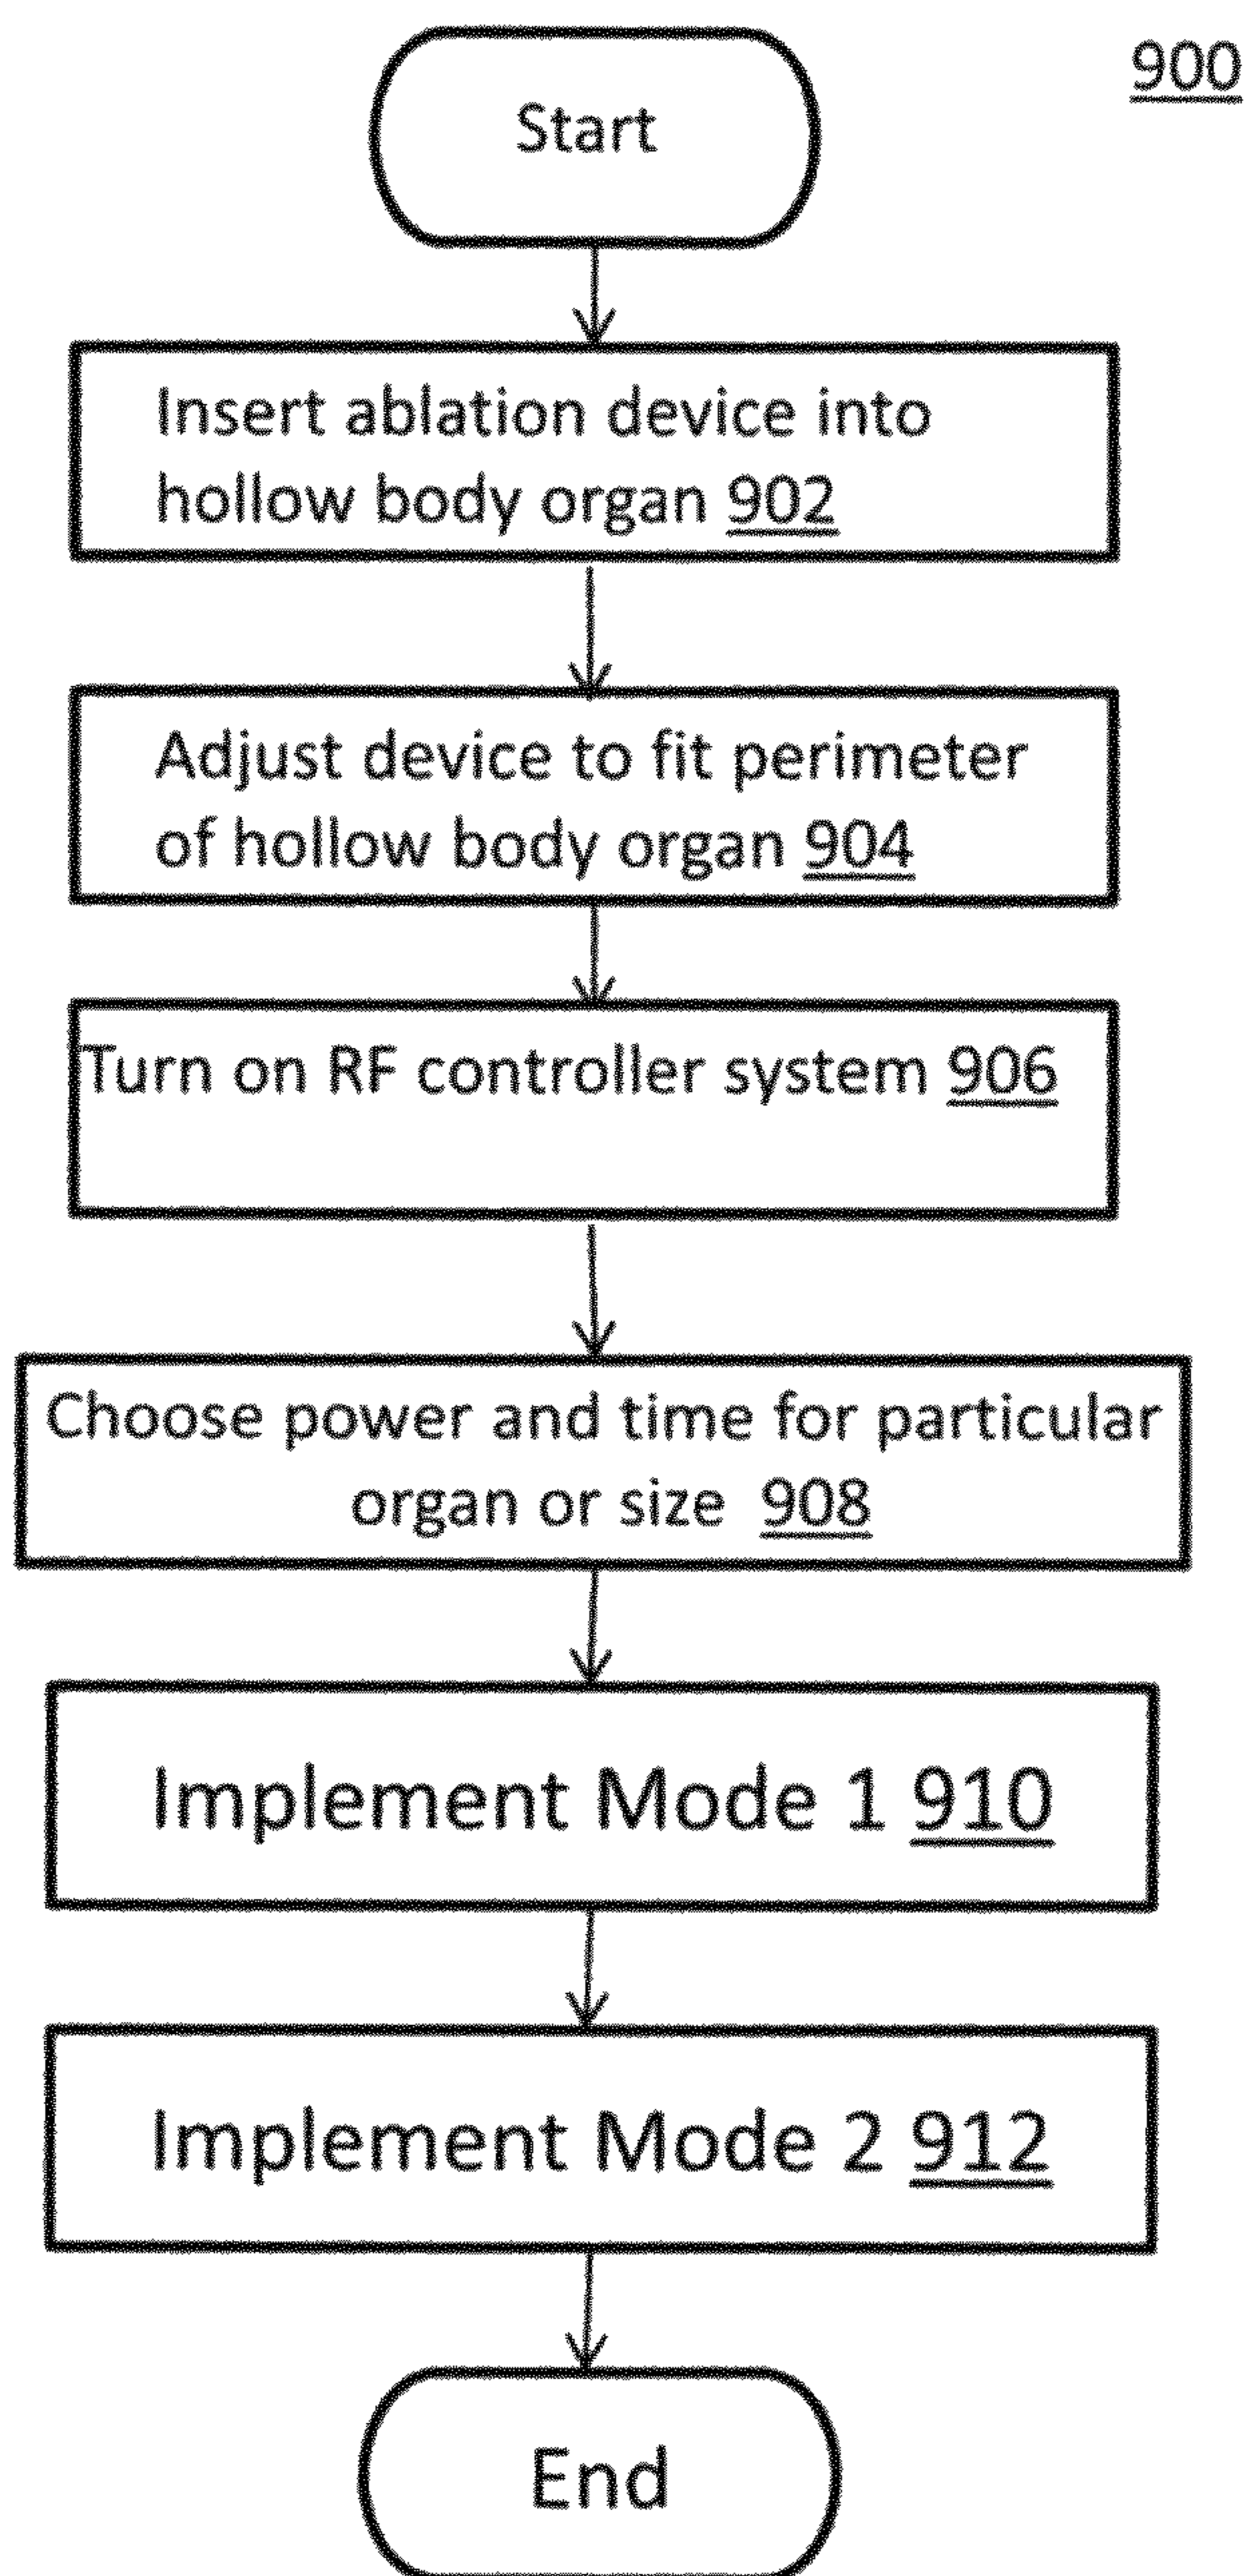 900
Start
Insert ablation device into
hollow body organ 902
Adjust device to fit perimeter
of hollow body organ 904
Turn on RF controller system 906
Choose power and time for particular
organ or size 908
Implement Mode 1 910
Implement Mode 2 912
End